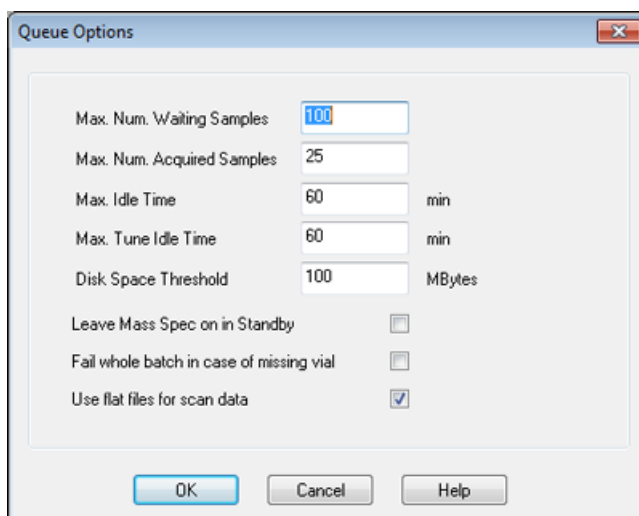 Queue Options
Max. Num. Waiting Samples 100
Max. Num. Acquired Samples 25
Max. Idle Time 60 min
Max. Tune Idle Time 60 min
Disk Space Threshold 100 MBytes
Leave Mass Spec on in Standby
Fail whole batch in case of missing vial
Use flat files for scan data
OK Cancel Help